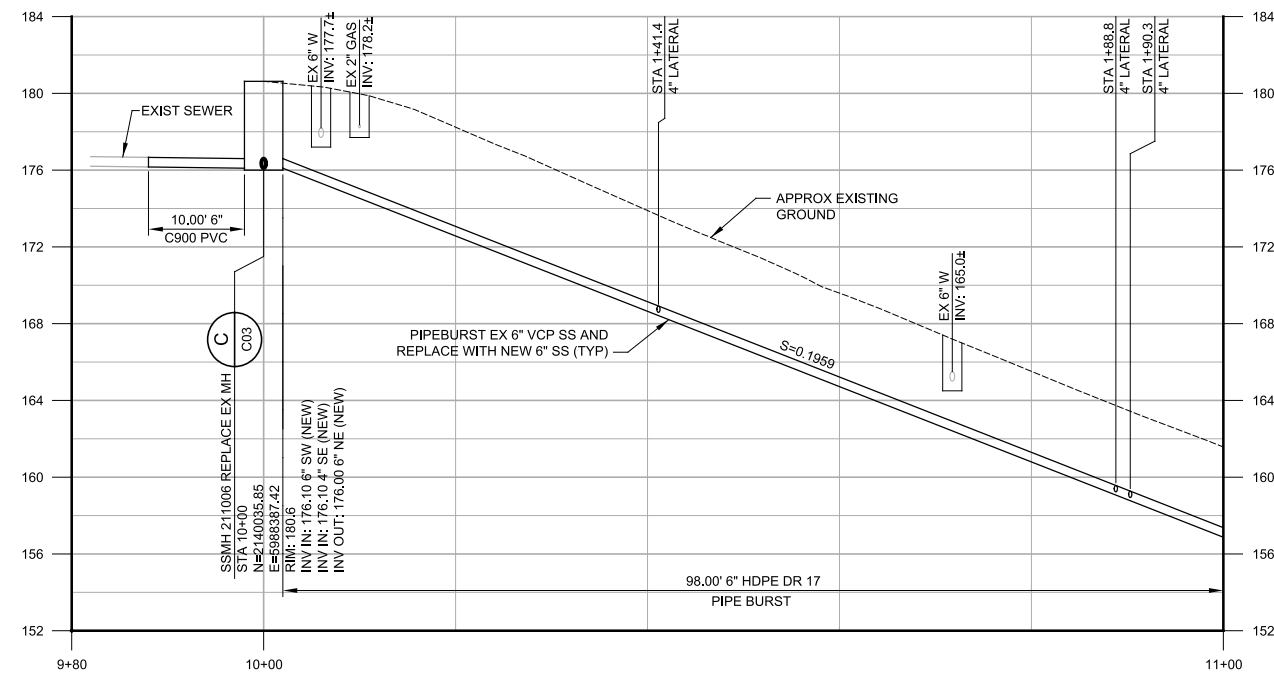 184
180
176
172
168
164
160
156
152
184
180
176
172
168
164
160
156
152
9+80
10+00
11+00
EXIST SEWER
10.00' 6"
C900 PVC
EX 6" W
INV: 177.7±
EX 2" GAS
INV: 178.2±
STA 1+41.4
4" LATERAL
STA 1+88.8
4" LATERAL
STA 1+90.3
4" LATERAL
APPROX EXISTING
GROUND
EX 6" W
INV: 165.0±
PIPEBURST EX 6" VCP SS AND
REPLACE WITH NEW 6" SS (TYP)
S=0.1959
C
C03
SSMH 211006 REPLACE EX MH
STA 10+00
N=2140035.85
E=5988387.42
RIM: 180.6
INV IN: 176.10 6" SW (NEW)
INV IN: 176.10 4" SE (NEW)
INV OUT: 176.00 6" NE (NEW)
98.00' 6" HDPE DR 17
PIPE BURST